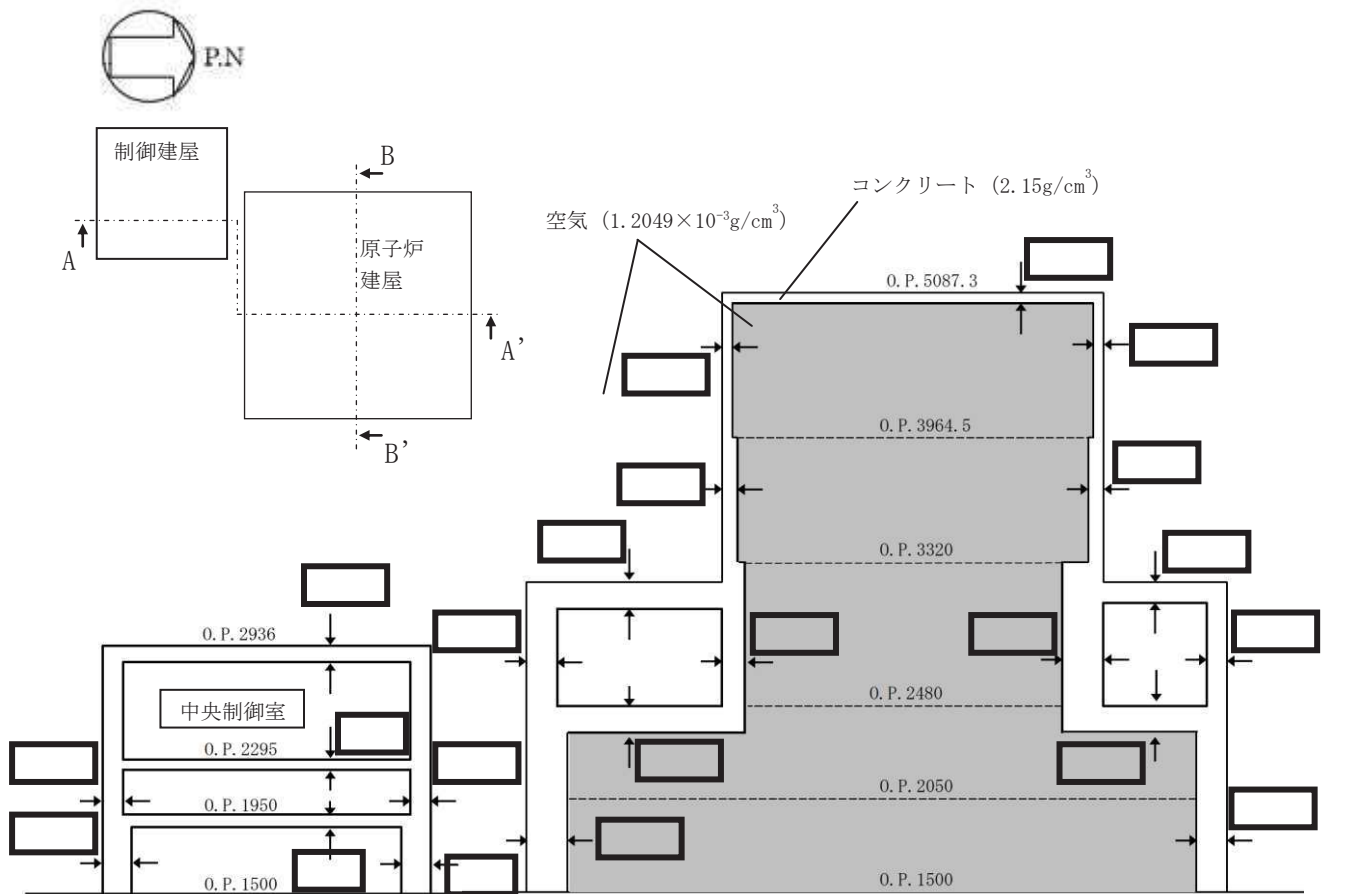 P.N
制御建屋
B
A
原子炉
建屋
A’
B’
空気 (1.2049×10⁻³g/cm³)
コンクリート (2.15g/cm³)
O.P.5087.3
O.P.3964.5
O.P.3320
O.P.2936
中央制御室
O.P.2480
O.P.2295
O.P.2050
O.P.1950
O.P.1500
O.P.1500